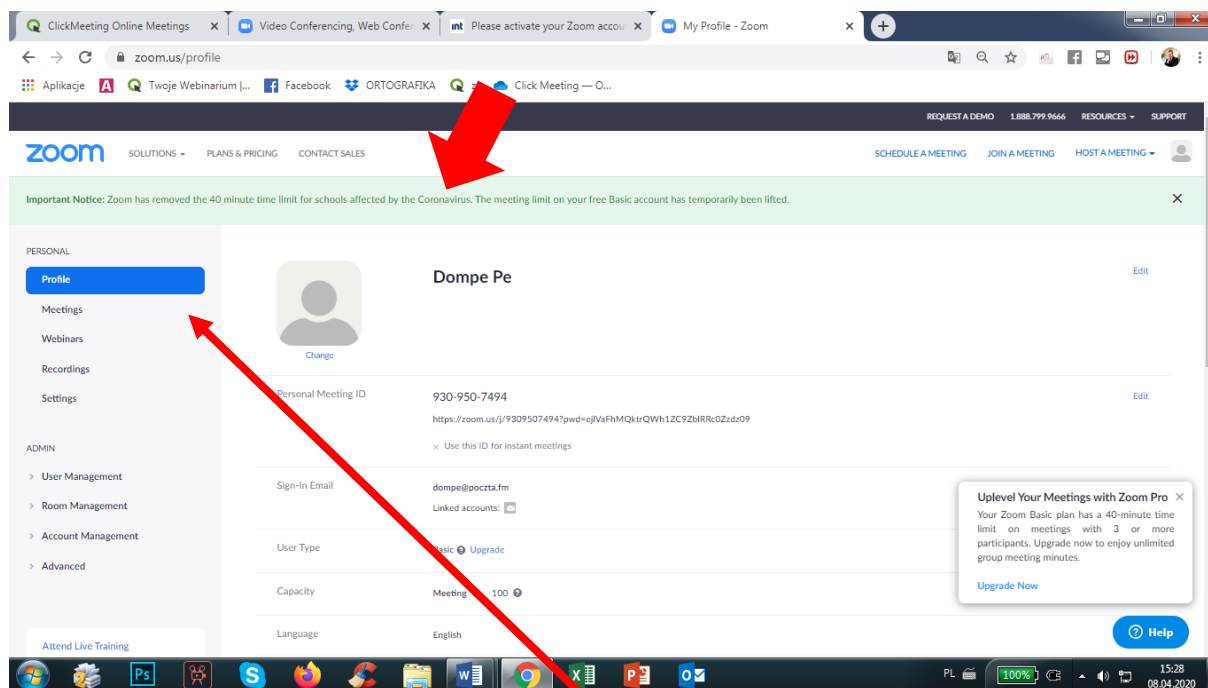 ClickMeeting Online Meetings
Video Conferencing, Web Confer
int Please activate your Zoom accou
My Profile - Zoom
zoom.us/profile
Aplikacje
Twoje Webinarium |...
Facebook
ORTOGRAFIKA
Click Meeting — O...
REQUEST A DEMO 1.888.799.9666 RESOURCES SUPPORT
zoom SOLUTIONS PLANS & PRICING CONTACT SALES SCHEDULE A MEETING JOIN A MEETING HOST A MEETING
Important Notice: Zoom has removed the 40 minute time limit for schools affected by the Coronavirus. The meeting limit on your free Basic account has temporarily been lifted.
PERSONAL
Profile
Meetings
Webinars
Recordings
Settings
ADMIN
User Management
Room Management
Account Management
Advanced
Attend Live Training
Change
Dompe Pe
Edit
Personal Meeting ID
930-950-7494
Edit
https://zoom.us/j/9309507494?pwd=ejlVaFhMQktrQWh1ZC9ZblRRc0Zzdz09
× Use this ID for instant meetings
Sign-In Email
dompe@poczta.fm
Linked accounts:
User Type
Basic Upgrade
Capacity
Meeting 100
Language
English
Uplevel Your Meetings with Zoom Pro
Your Zoom Basic plan has a 40-minute time
limit on meetings with 3 or more
participants. Upgrade now to enjoy unlimited
group meeting minutes.
Upgrade Now
Help
PL
100%
15:28
08.04.2020